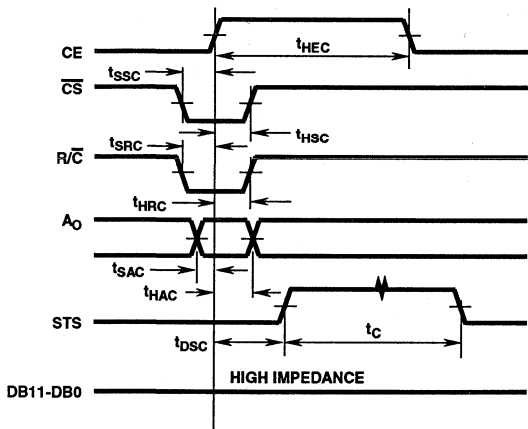 CE
tHEC
tSSC
CS
tHSC
tSRC
R/C
tHRC
AO
tSAC
tHAC
STS
tDSC
tC
HIGH IMPEDANCE
DB11-DB0